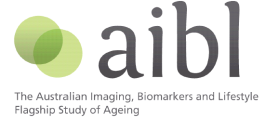 aibl
The Australian Imaging, Biomarkers and Lifestyle
Flagship Study of Ageing